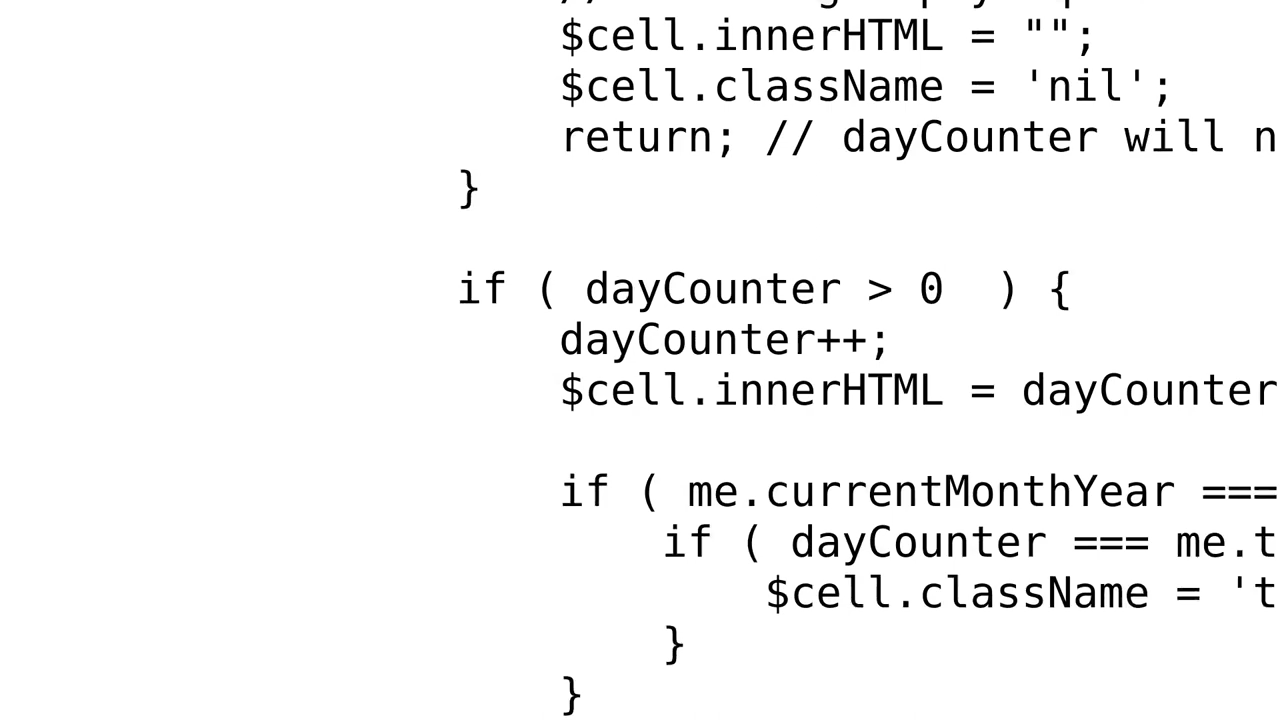 $cell.innerHTML = "";
$cell.className = 'nil';
return; // dayCounter will n
}
if ( dayCounter > 0  ) {
dayCounter++;
$cell.innerHTML = dayCounter
if ( me.currentMonthYear ===
if ( dayCounter === me.t
$cell.className = 't
}
}